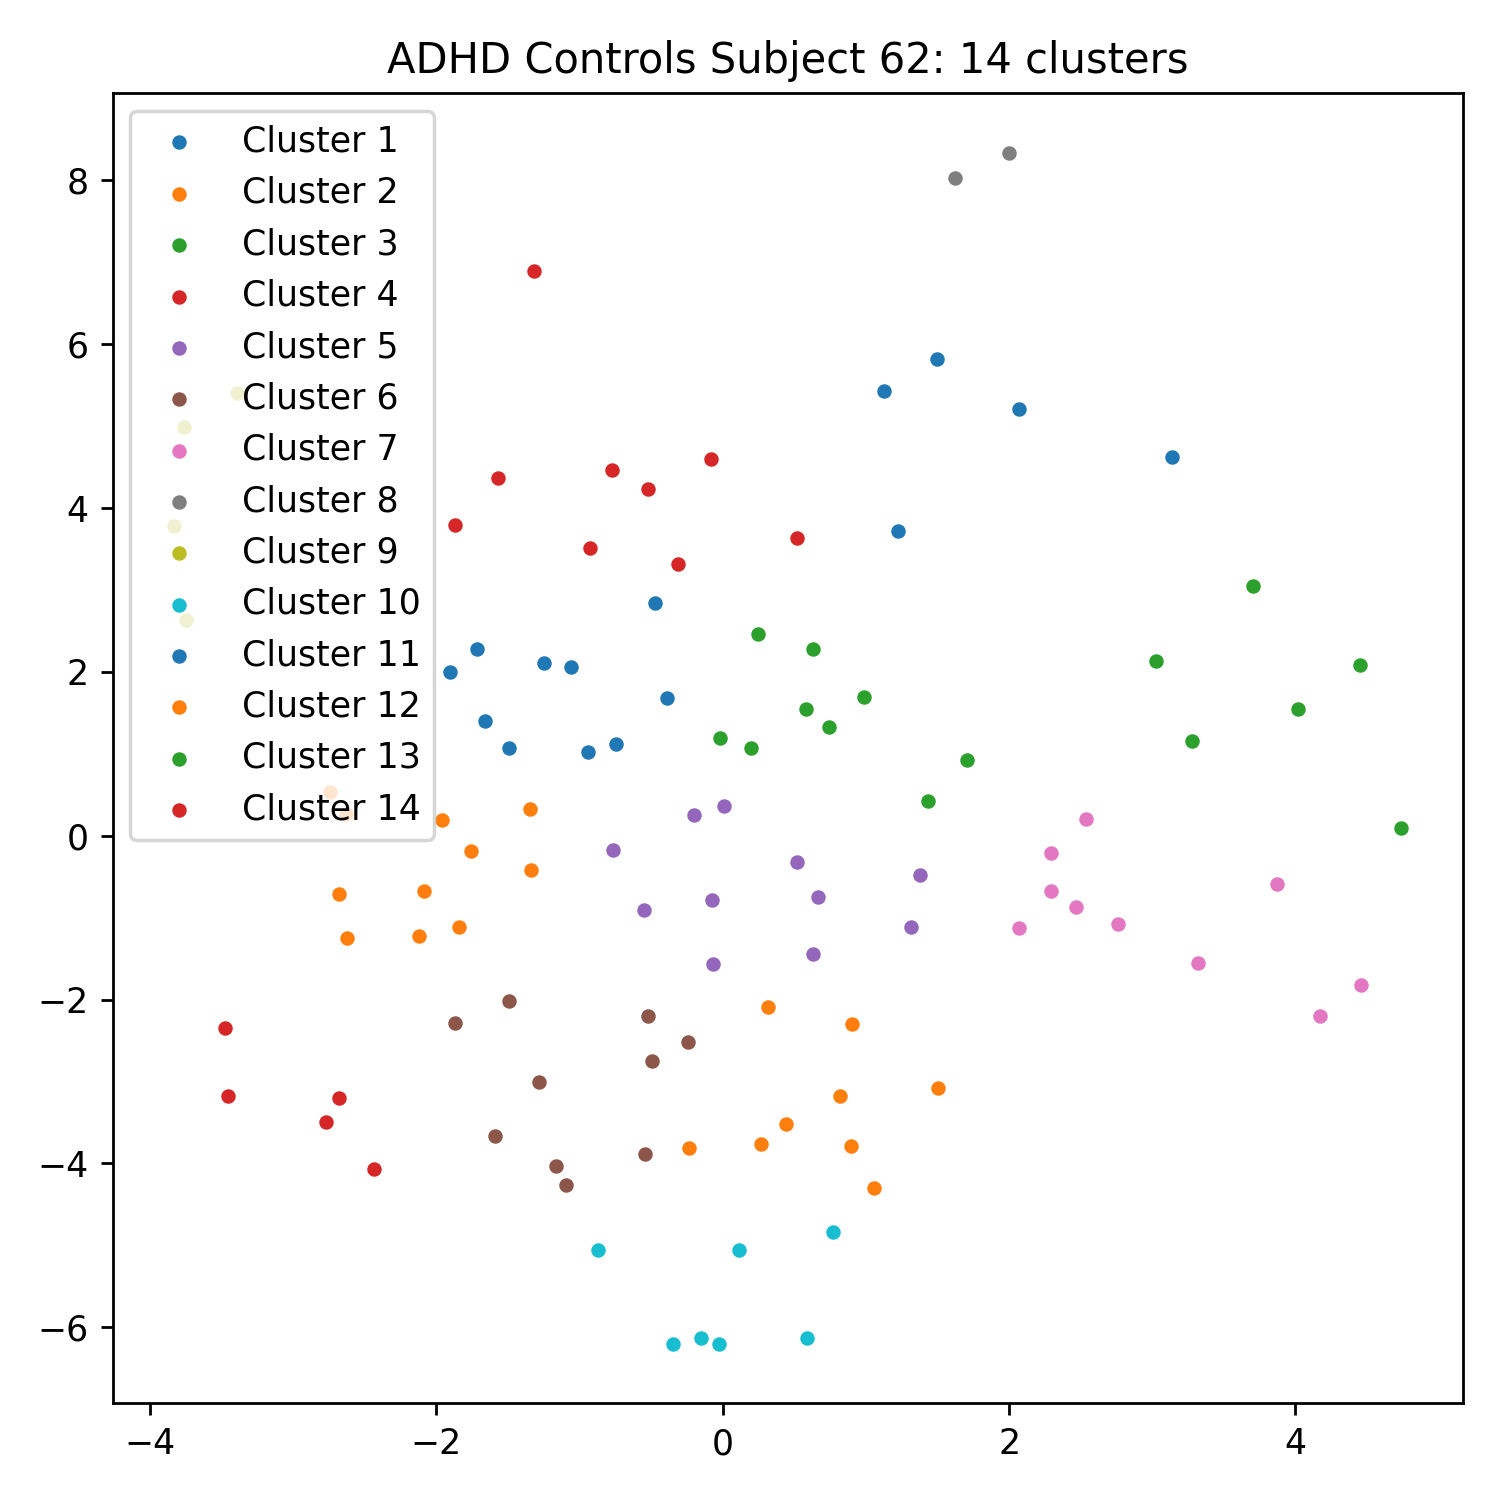 ADHD Controls Subject 62: 14 clusters
Cluster 1
Cluster 2
Cluster 3
Cluster 4
Cluster 5
Cluster 6
Cluster 7
Cluster 8
Cluster 9
Cluster 10
Cluster 11
Cluster 12
Cluster 13
Cluster 14
8
6
4
2
0
−2
−4
−6
−4
−2
0
2
4